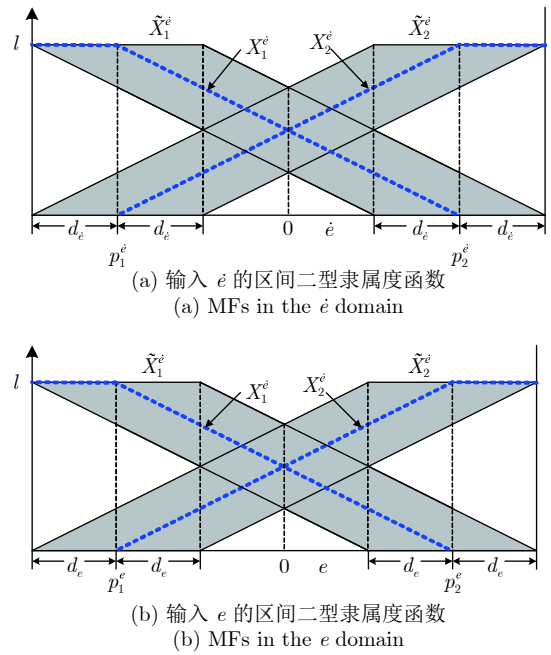 X̃₁^ė X₁^ė X₂^ė X̃₂^ė
l
d_ė d_ė 0 ė d_ė d_ė
p₁^ė p₂^ė
(a) 输入 ė 的区间二型隶属度函数
(a) MFs in the ė domain
X̃₁^ė X₁^ė X₂^ė X̃₂^ė
l
d_e d_e 0 e d_e d_e
p₁^e p₂^e
(b) 输入 e 的区间二型隶属度函数
(b) MFs in the e domain